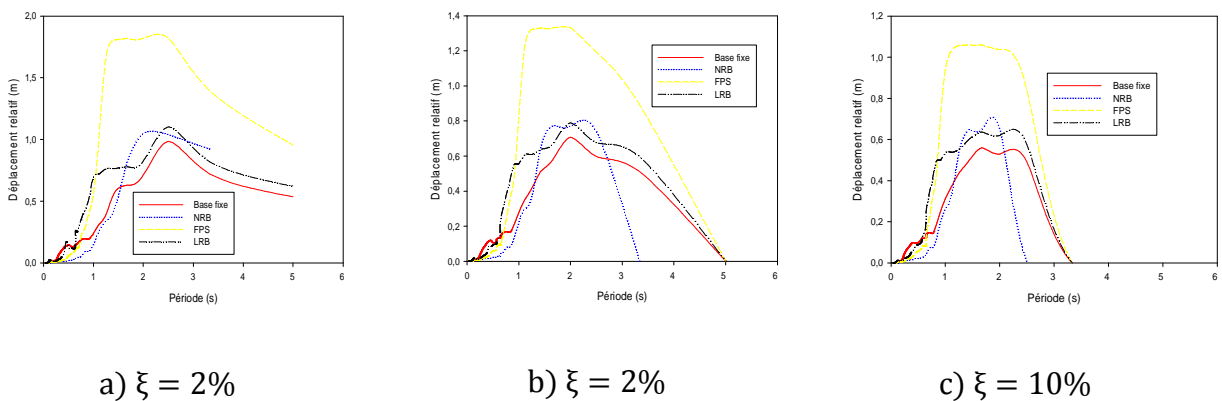 2,0
1,5
1,0
0,5
0,0
Déplacement relatif (m)
Base fixe
NRB
FPS
LRB
0 1 2 3 4 5 6
Période (s)
a) ξ = 2%
1,4
1,2
1,0
0,8
0,6
0,4
0,2
0,0
Déplacement relatif (m)
Base fixe
NRB
FPS
LRB
0 1 2 3 4 5 6
Période (s)
b) ξ = 2%
1,2
1,0
0,8
0,6
0,4
0,2
0,0
Déplacement relatif (m)
Base fixe
NRB
FPS
LRB
0 1 2 3 4 5 6
Période (s)
c) ξ = 10%